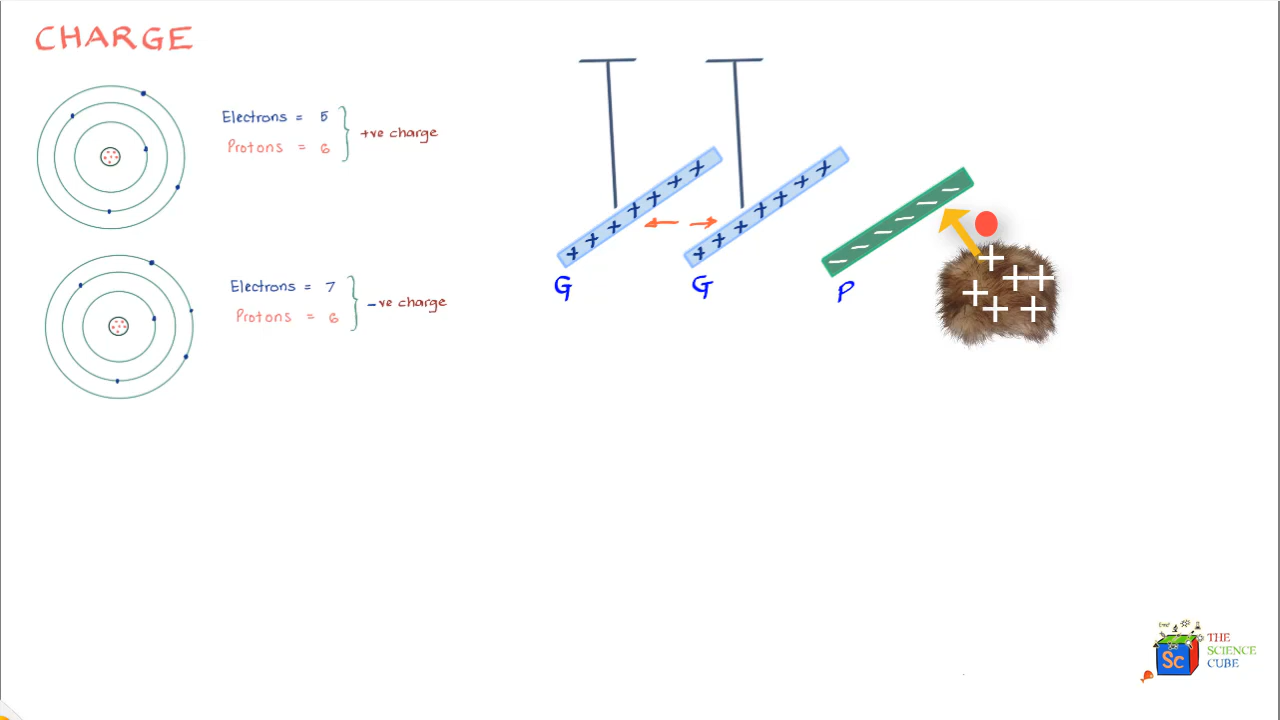 CHARGE
Electrons = 5
Protons = 6
+ve charge
Electrons = 7
Protons = 6
-ve charge
+ + + + + + +
+ + + + + + +
– – – – – –
+ + + + + +
G
G
P
Sc
THE
SCIENCE
CUBE